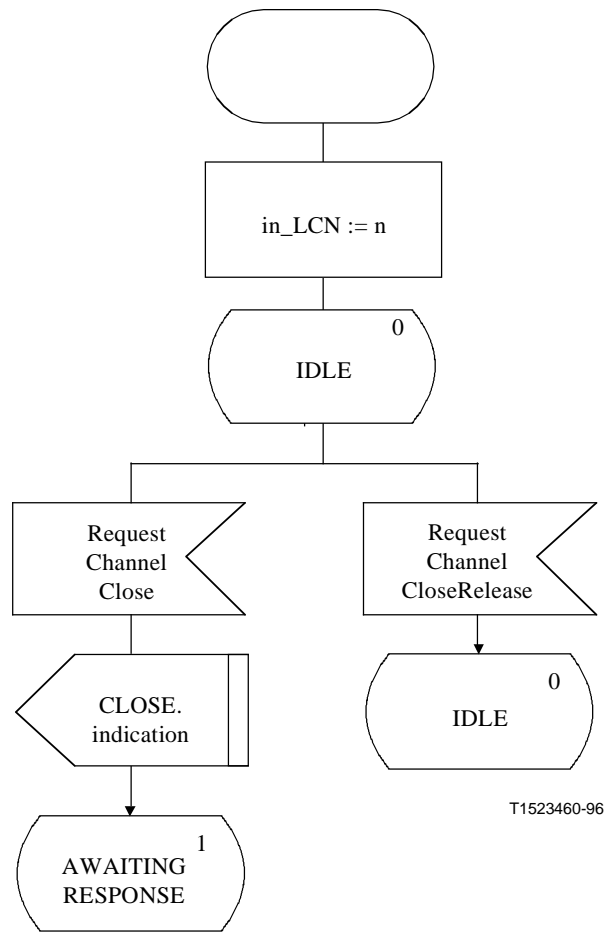 in_LCN := n
0
IDLE
Request
Channel
Close
Request
Channel
CloseRelease
CLOSE.
indication
0
IDLE
1
AWAITING
RESPONSE
T1523460-96